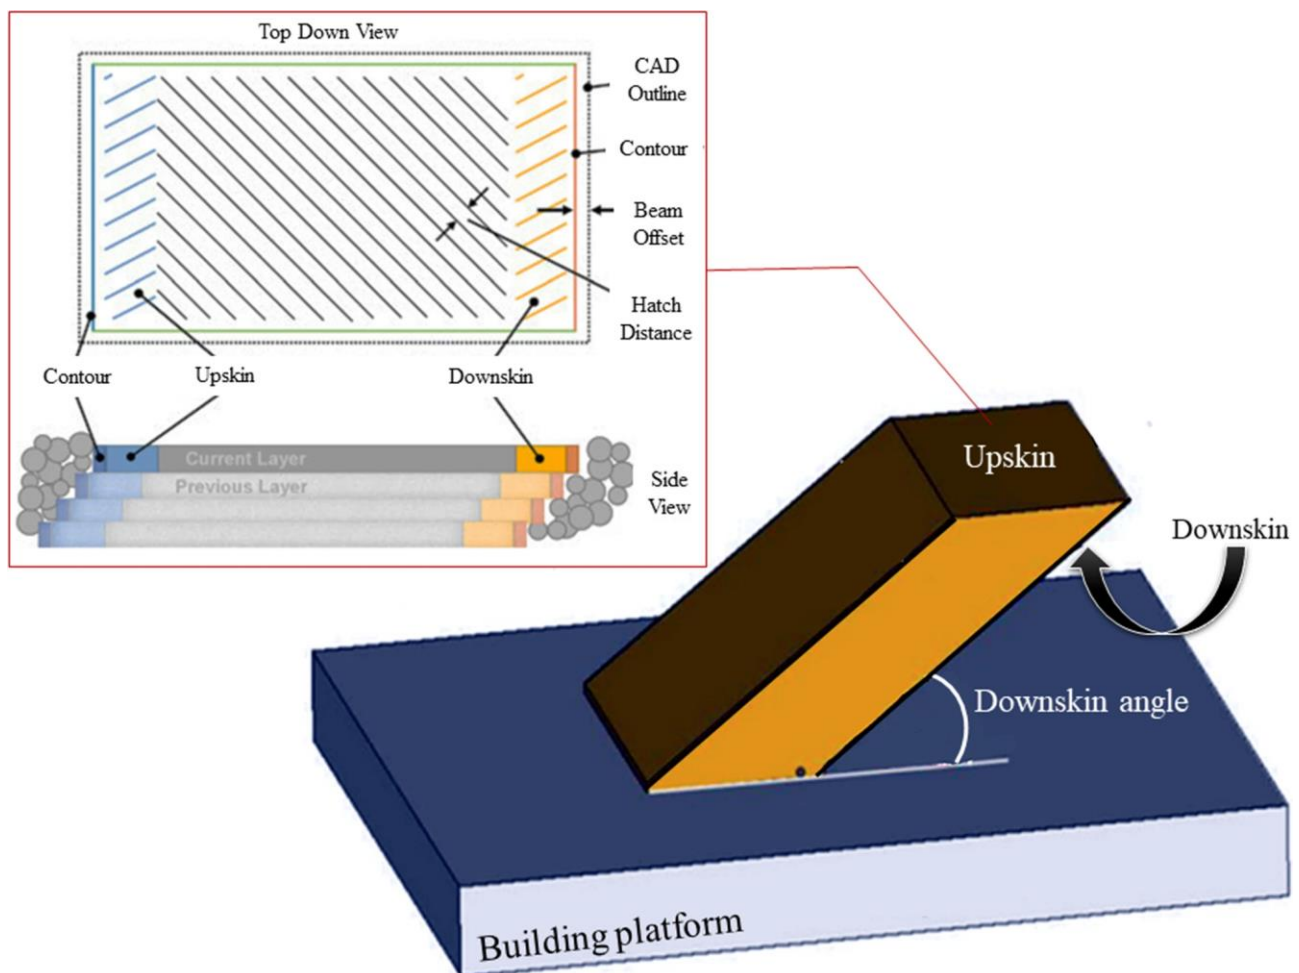 Top Down View
CAD
Outline
Contour
Beam
Offset
Hatch
Distance
Contour
Upskin
Downskin
Current Layer
Previous Layer
Side
View
Upskin
Downskin
Downskin angle
Building platform